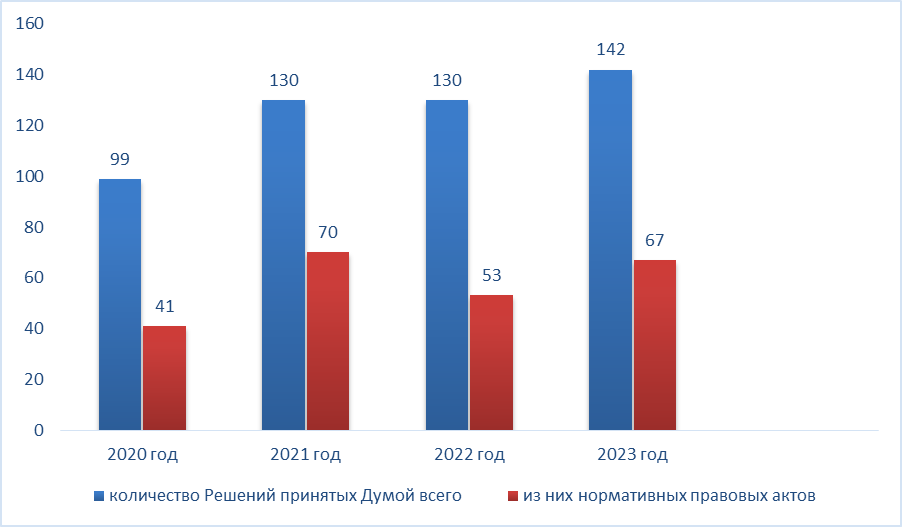 160
140
120
100
80
60
40
20
0
99
41
130
70
130
53
142
67
2020 год
2021 год
2022 год
2023 год
количество Решений принятых Думой всего
из них нормативных правовых актов